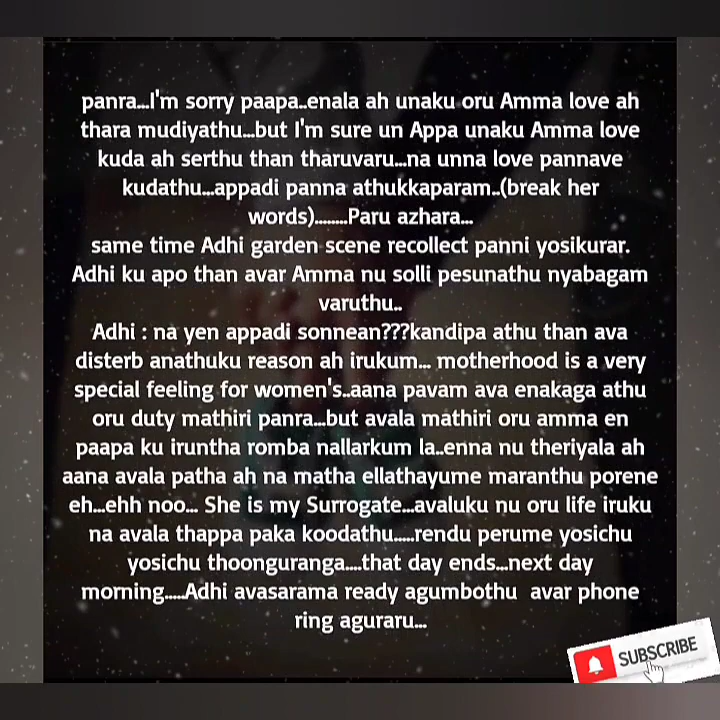 panra...I'm sorry paapa..enala ah unaku oru Amma love ah
thara mudiyathu...but I'm sure un Appa unaku Amma love
kuda ah serthu than tharuvaru...na unna love pannave
kudathu...appadi panna athukkaparam..(break her
words)........Paru azhara...
same time Adhi garden scene recollect panni yosikurar.
Adhi ku apo than avar Amma nu solli pesunathu nyabagam
varuthu..
Adhi : na yen appadi sonnean???kandipa athu than ava
disterb anathuku reason ah irukum... motherhood is a very
special feeling for women's..aana pavam ava enakaga athu
oru duty mathiri panra...but avala mathiri oru amma en
paapa ku iruntha romba nallarkum la..enna nu theriyala ah
aana avala patha ah na matha ellathayume maranthu porene
eh...ehh noo... She is my Surrogate...avaluku nu oru life iruku
na avala thappa paka koodathu.....rendu perume yosichu
yosichu thoonguranga....that day ends...next day
morning.....Adhi avasarama ready agumbothu avar phone
ring aguraru...
SUBSCRIBE